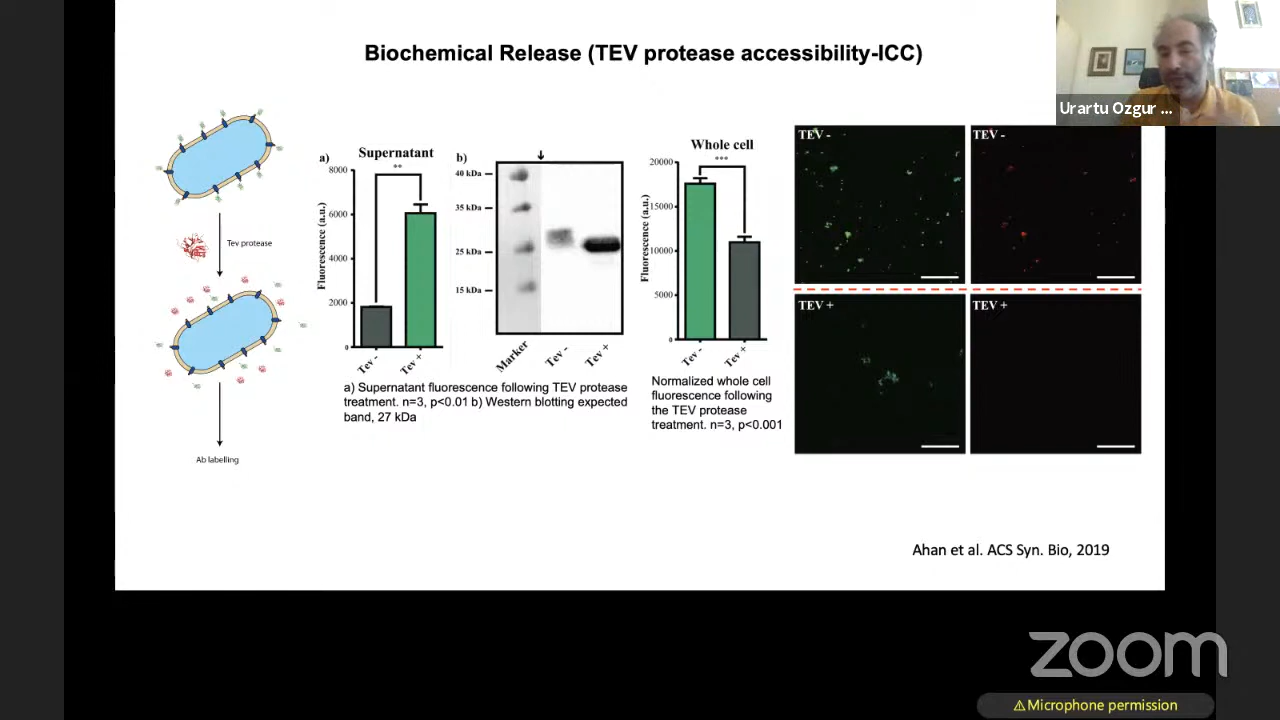 Biochemical Release (TEV protease accessibility-ICC)
Urartu Ozgur ...
Tev protease
Ab labelling
a)
Supernatant
**
8000
6000
4000
2000
0
Fluorescence (a.u.)
Tev -
Tev +
b)
40 kDa
35 kDa
25 kDa
15 kDa
Marker
Tev -
Tev +
a) Supernatant fluorescence following TEV protease
treatment. n=3, p<0.01 b) Western blotting expected
band, 27 kDa
Whole cell
***
20000
15000
10000
5000
0
Fluorescence (a.u.)
Tev -
Tev +
Normalized whole cell
fluorescence following
the TEV protease
treatment. n=3, p<0.001
TEV -
TEV -
TEV +
TEV +
Ahan et al. ACS Syn. Bio, 2019
zoom
⚠Microphone permission